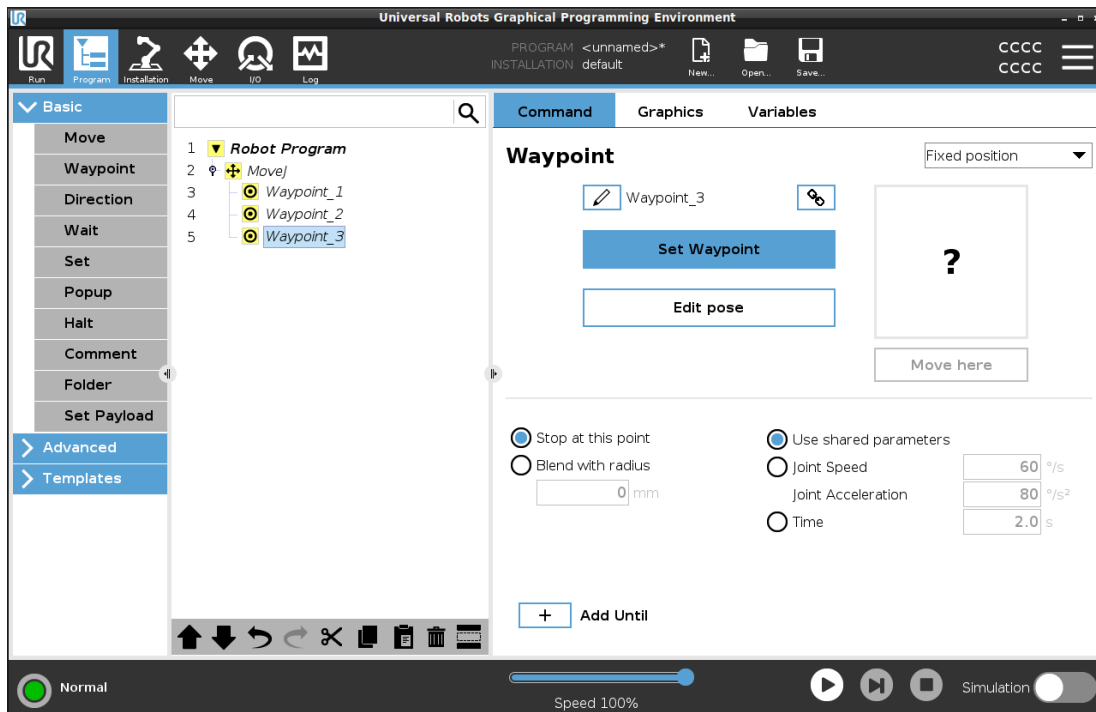 Universal Robots Graphical Programming Environment
Run
Program
Installation
Move
I/O
Log
PROGRAM <unnamed>*
INSTALLATION default
New...
Open...
Save...
CCCC
CCCC
Basic
Move
Waypoint
Direction
Wait
Set
Popup
Halt
Comment
Folder
Set Payload
Advanced
Templates
1 Robot Program
2 MoveJ
3 Waypoint_1
4 Waypoint_2
5 Waypoint_3
Command Graphics Variables
Waypoint
Fixed position
Waypoint_3
Set Waypoint
Edit pose
?
Move here
Stop at this point
Blend with radius
0 mm
Use shared parameters
Joint Speed 60 °/s
Joint Acceleration 80 °/s²
Time 2.0 s
+ Add Until
Normal
Speed 100%
Simulation